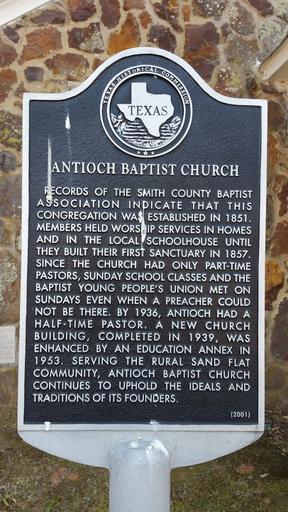 TEXAS HISTORICAL COMMISSION
TEXAS
ANTIOCH BAPTIST CHURCH
RECORDS OF THE SMITH COUNTY BAPTIST
ASSOCIATION INDICATE THAT THIS
CONGREGATION WAS ESTABLISHED IN 1851.
MEMBERS HELD WORSHIP SERVICES IN HOMES
AND IN THE LOCAL SCHOOLHOUSE UNTIL
THEY BUILT THEIR FIRST SANCTUARY IN 1857.
SINCE THE CHURCH HAD ONLY PART-TIME
PASTORS, SUNDAY SCHOOL CLASSES AND THE
BAPTIST YOUNG PEOPLE'S UNION MET ON
SUNDAYS EVEN WHEN A PREACHER COULD
NOT BE THERE. BY 1936, ANTIOCH HAD A
HALF-TIME PASTOR. A NEW CHURCH
BUILDING, COMPLETED IN 1939, WAS
ENHANCED BY AN EDUCATION ANNEX IN
1953. SERVING THE RURAL SAND FLAT
COMMUNITY, ANTIOCH BAPTIST CHURCH
CONTINUES TO UPHOLD THE IDEALS AND
TRADITIONS OF ITS FOUNDERS.
(2001)